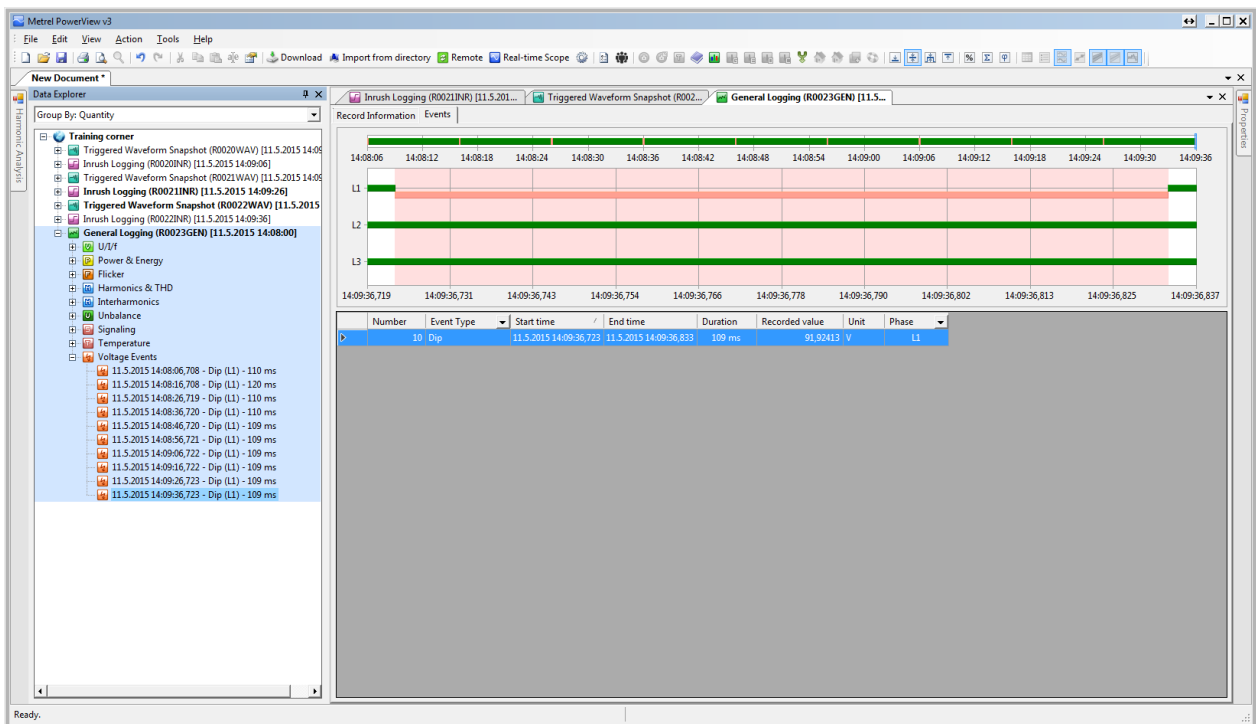 Metrel PowerView v3
File Edit View Action Tools Help
Download Import from directory Remote Real-time Scope
New Document *
Harmonic Analysis
Data Explorer
Group By: Quantity
Training corner
Triggered Waveform Snapshot (R0020WAV) [11.5.2015 14:09
Inrush Logging (R0020INR) [11.5.2015 14:09:06]
Triggered Waveform Snapshot (R0021WAV) [11.5.2015 14:09
Inrush Logging (R0021INR) [11.5.2015 14:09:26]
Triggered Waveform Snapshot (R0022WAV) [11.5.2015
Inrush Logging (R0022INR) [11.5.2015 14:09:36]
General Logging (R0023GEN) [11.5.2015 14:08:00]
U/I/f
Power & Energy
Flicker
Harmonics & THD
Interharmonics
Unbalance
Signaling
Temperature
Voltage Events
11.5.2015 14:08:06,708 - Dip (L1) - 110 ms
11.5.2015 14:08:16,708 - Dip (L1) - 120 ms
11.5.2015 14:08:26,719 - Dip (L1) - 110 ms
11.5.2015 14:08:36,720 - Dip (L1) - 110 ms
11.5.2015 14:08:46,720 - Dip (L1) - 109 ms
11.5.2015 14:08:56,721 - Dip (L1) - 109 ms
11.5.2015 14:09:06,722 - Dip (L1) - 109 ms
11.5.2015 14:09:16,722 - Dip (L1) - 109 ms
11.5.2015 14:09:26,723 - Dip (L1) - 109 ms
11.5.2015 14:09:36,723 - Dip (L1) - 109 ms
Inrush Logging (R0021INR) [11.5.201... Triggered Waveform Snapshot (R002... General Logging (R0023GEN) [11.5...
Record Information Events
14:08:06 14:08:12 14:08:18 14:08:24 14:08:30 14:08:36 14:08:42 14:08:48 14:08:54 14:09:00 14:09:06 14:09:12 14:09:18 14:09:24 14:09:30 14:09:36
L1
L2
L3
14:09:36,719 14:09:36,731 14:09:36,743 14:09:36,754 14:09:36,766 14:09:36,778 14:09:36,790 14:09:36,802 14:09:36,813 14:09:36,825 14:09:36,837
Number Event Type Start time End time Duration Recorded value Unit Phase
10 Dip 11.5.2015 14:09:36,723 11.5.2015 14:09:36,833 109 ms 91,92413 V L1
Properties
Ready.